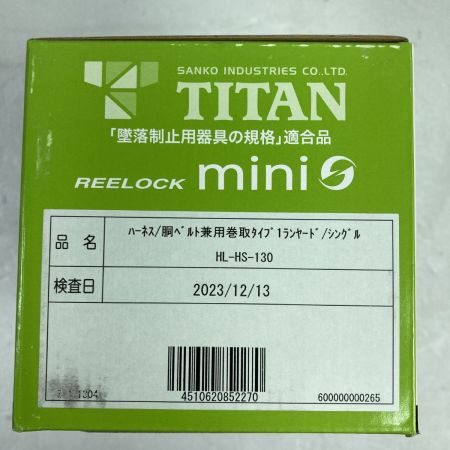 SANKO INDUSTRIES CO.,LTD.
TITAN
「墜落制止用器具の規格」適合品
REELOCK mini
品 名
ﾊｰﾈｽ/胴ﾍﾞﾙﾄ兼用巻取ﾀｲﾌﾟ1ﾗﾝﾔｰﾄﾞ/ｼﾝｸﾞﾙ
HL-HS-130
検査日
2023/12/13
4510620852270
600000000265